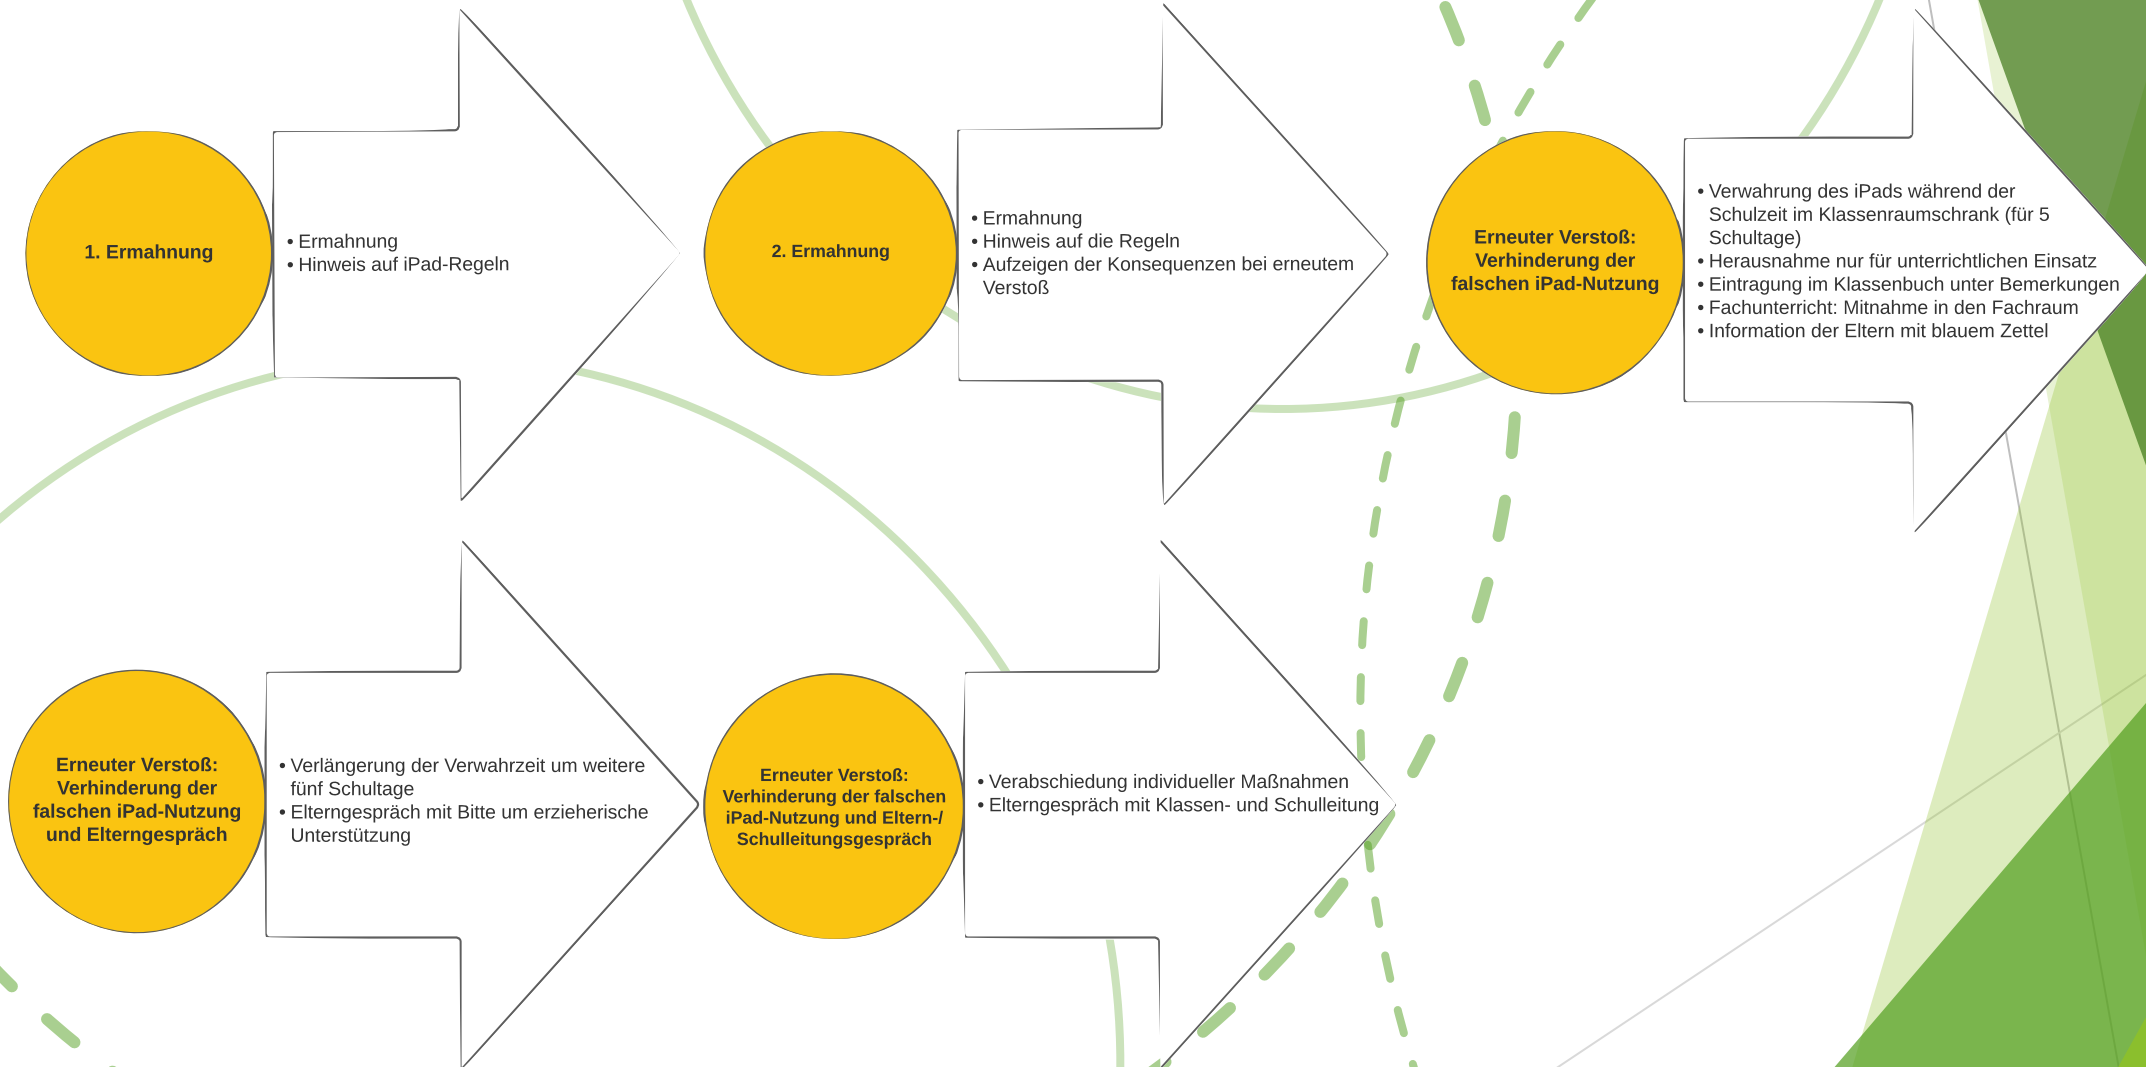 1. Ermahnung
• Ermahnung
• Hinweis auf iPad-Regeln
2. Ermahnung
• Ermahnung
• Hinweis auf die Regeln
• Aufzeigen der Konsequenzen bei erneutem
Verstoß
Erneuter Verstoß:
Verhinderung der
falschen iPad-Nutzung
• Verwahrung des iPads während der
Schulzeit im Klassenraumschrank (für 5
Schultage)
• Herausnahme nur für unterrichtlichen Einsatz
• Eintragung im Klassenbuch unter Bemerkungen
• Fachunterricht: Mitnahme in den Fachraum
• Information der Eltern mit blauem Zettel
Erneuter Verstoß:
Verhinderung der
falschen iPad-Nutzung
und Elterngespräch
• Verlängerung der Verwahrzeit um weitere
fünf Schultage
• Elterngespräch mit Bitte um erzieherische
Unterstützung
Erneuter Verstoß:
Verhinderung der falschen
iPad-Nutzung und Eltern-/
Schulleitungsgespräch
• Verabschiedung individueller Maßnahmen
• Elterngespräch mit Klassen- und Schulleitung